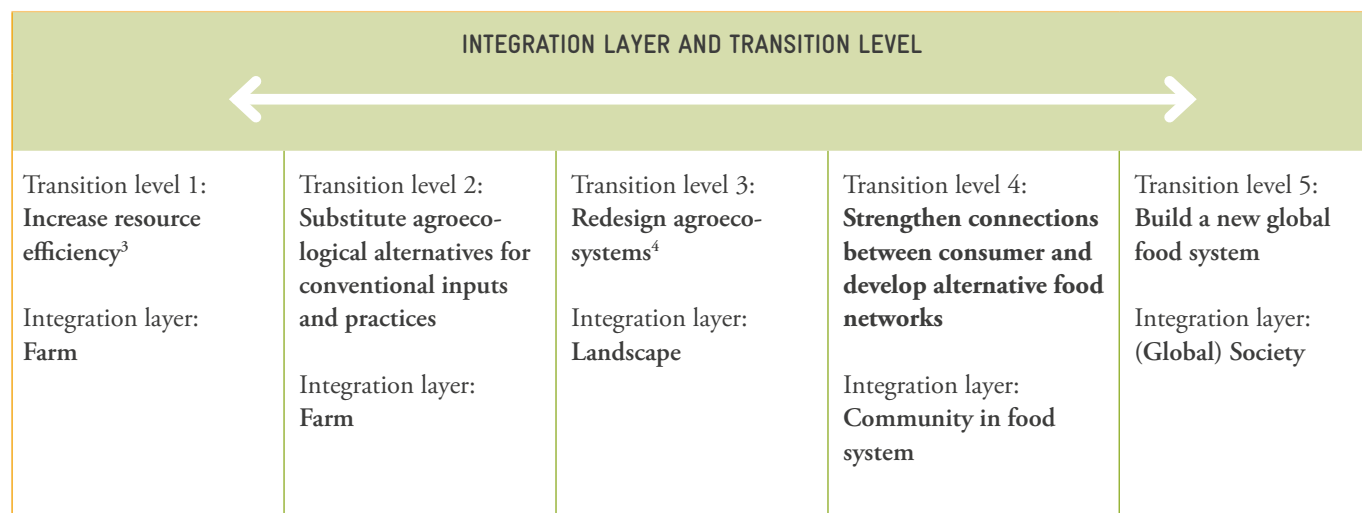 INTEGRATION LAYER AND TRANSITION LEVEL
Transition level 1:
Increase resource
efficiency³
Integration layer:
Farm
Transition level 2:
Substitute agroeco-
logical alternatives for
conventional inputs
and practices
Integration layer:
Farm
Transition level 3:
Redesign agroeco-
systems⁴
Integration layer:
Landscape
Transition level 4:
Strengthen connections
between consumer and
develop alternative food
networks
Integration layer:
Community in food
system
Transition level 5:
Build a new global
food system
Integration layer:
(Global) Society